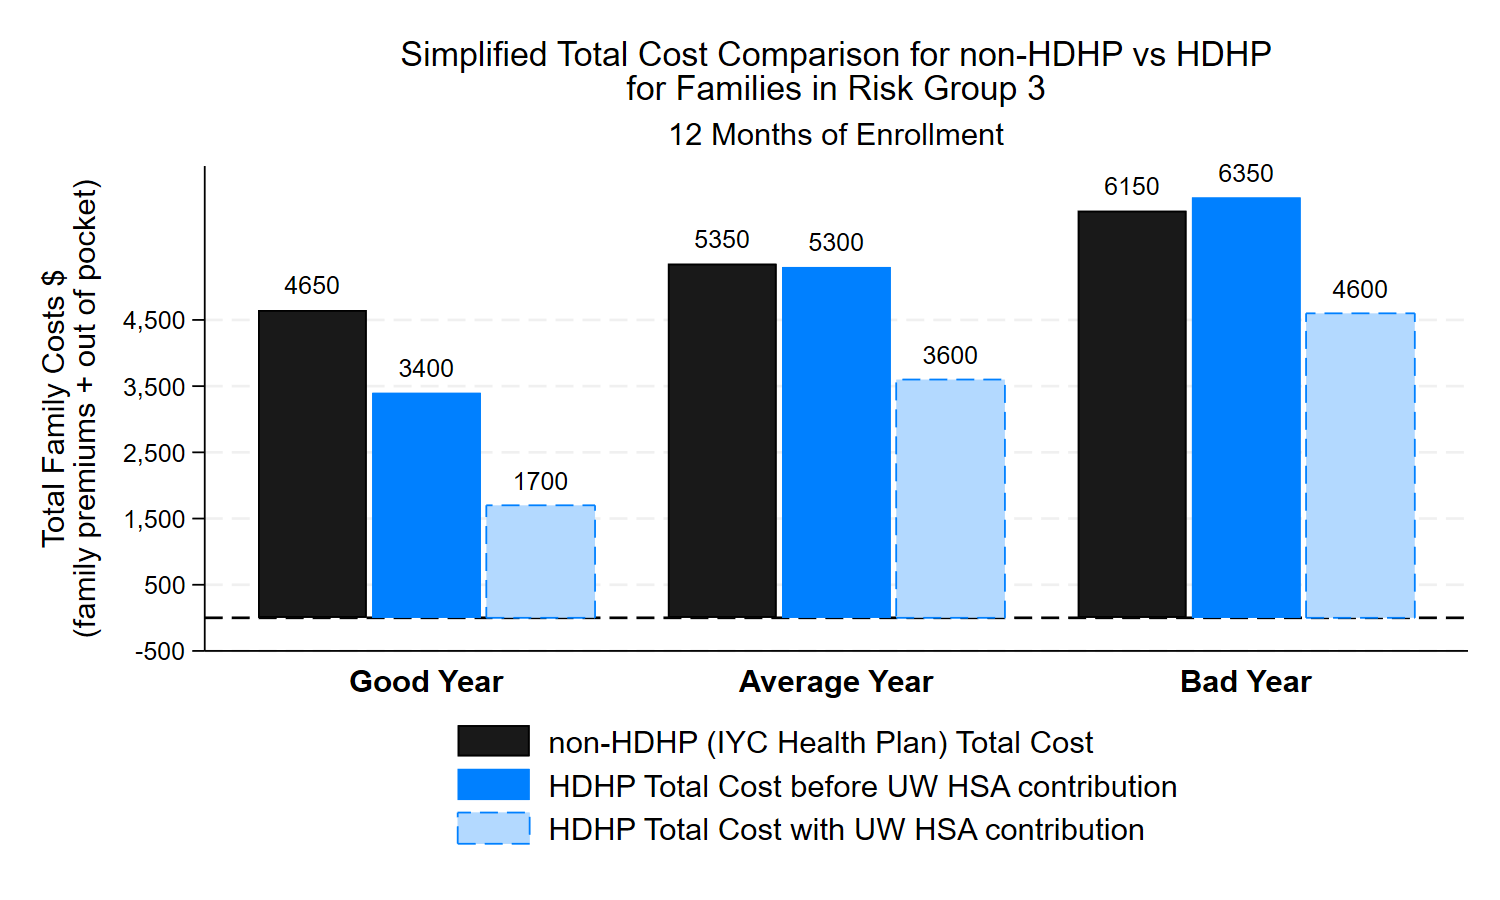 Simplified Total Cost Comparison for non-HDHP vs HDHP
for Families in Risk Group 3
12 Months of Enrollment
Total Family Costs $
(family premiums + out of pocket)
4,500
3,500
2,500
1,500
500
-500
4650
3400
1700
5350
5300
3600
6150
6350
4600
Good Year
Average Year
Bad Year
non-HDHP (IYC Health Plan) Total Cost
HDHP Total Cost before UW HSA contribution
HDHP Total Cost with UW HSA contribution